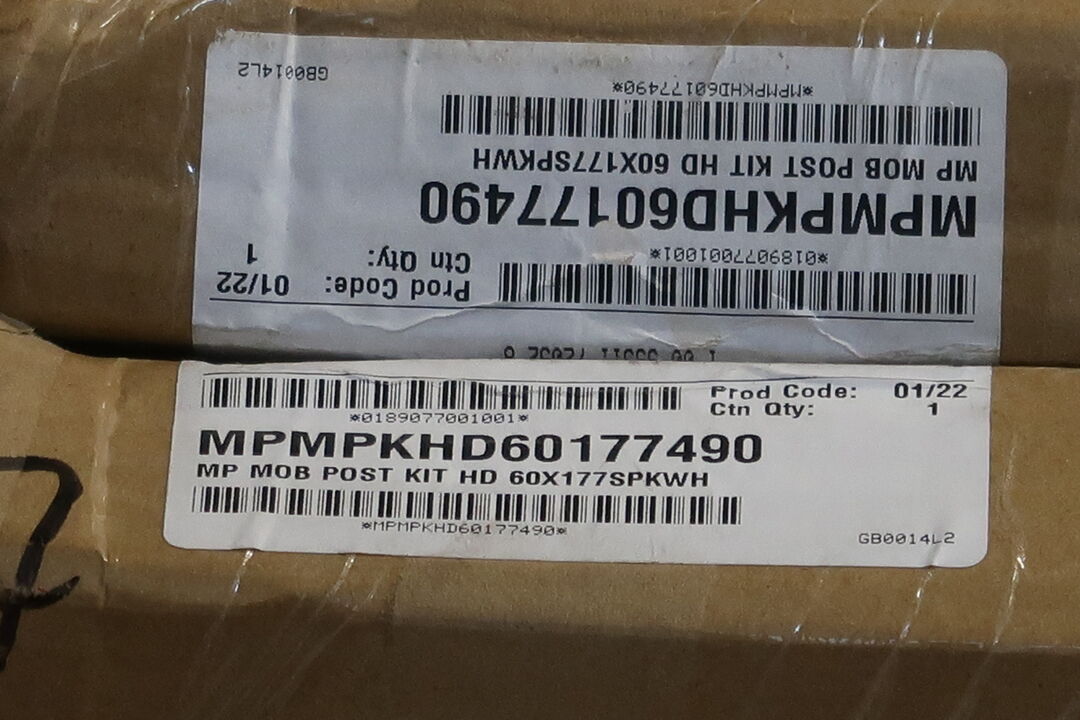 Prod Code: 01/22
Ctn Qty: 1
*0189077001001*
MPMPKHD60177490
MP MOB POST KIT HD 60X177SPKWH
*MPMPKHD60177490*
GB0014L2
Prod Code: 01/22
Ctn Qty: 1
*0189077001001*
MPMPKHD60177490
MP MOB POST KIT HD 60X177SPKWH
*MPMPKHD60177490*
GB0014L2